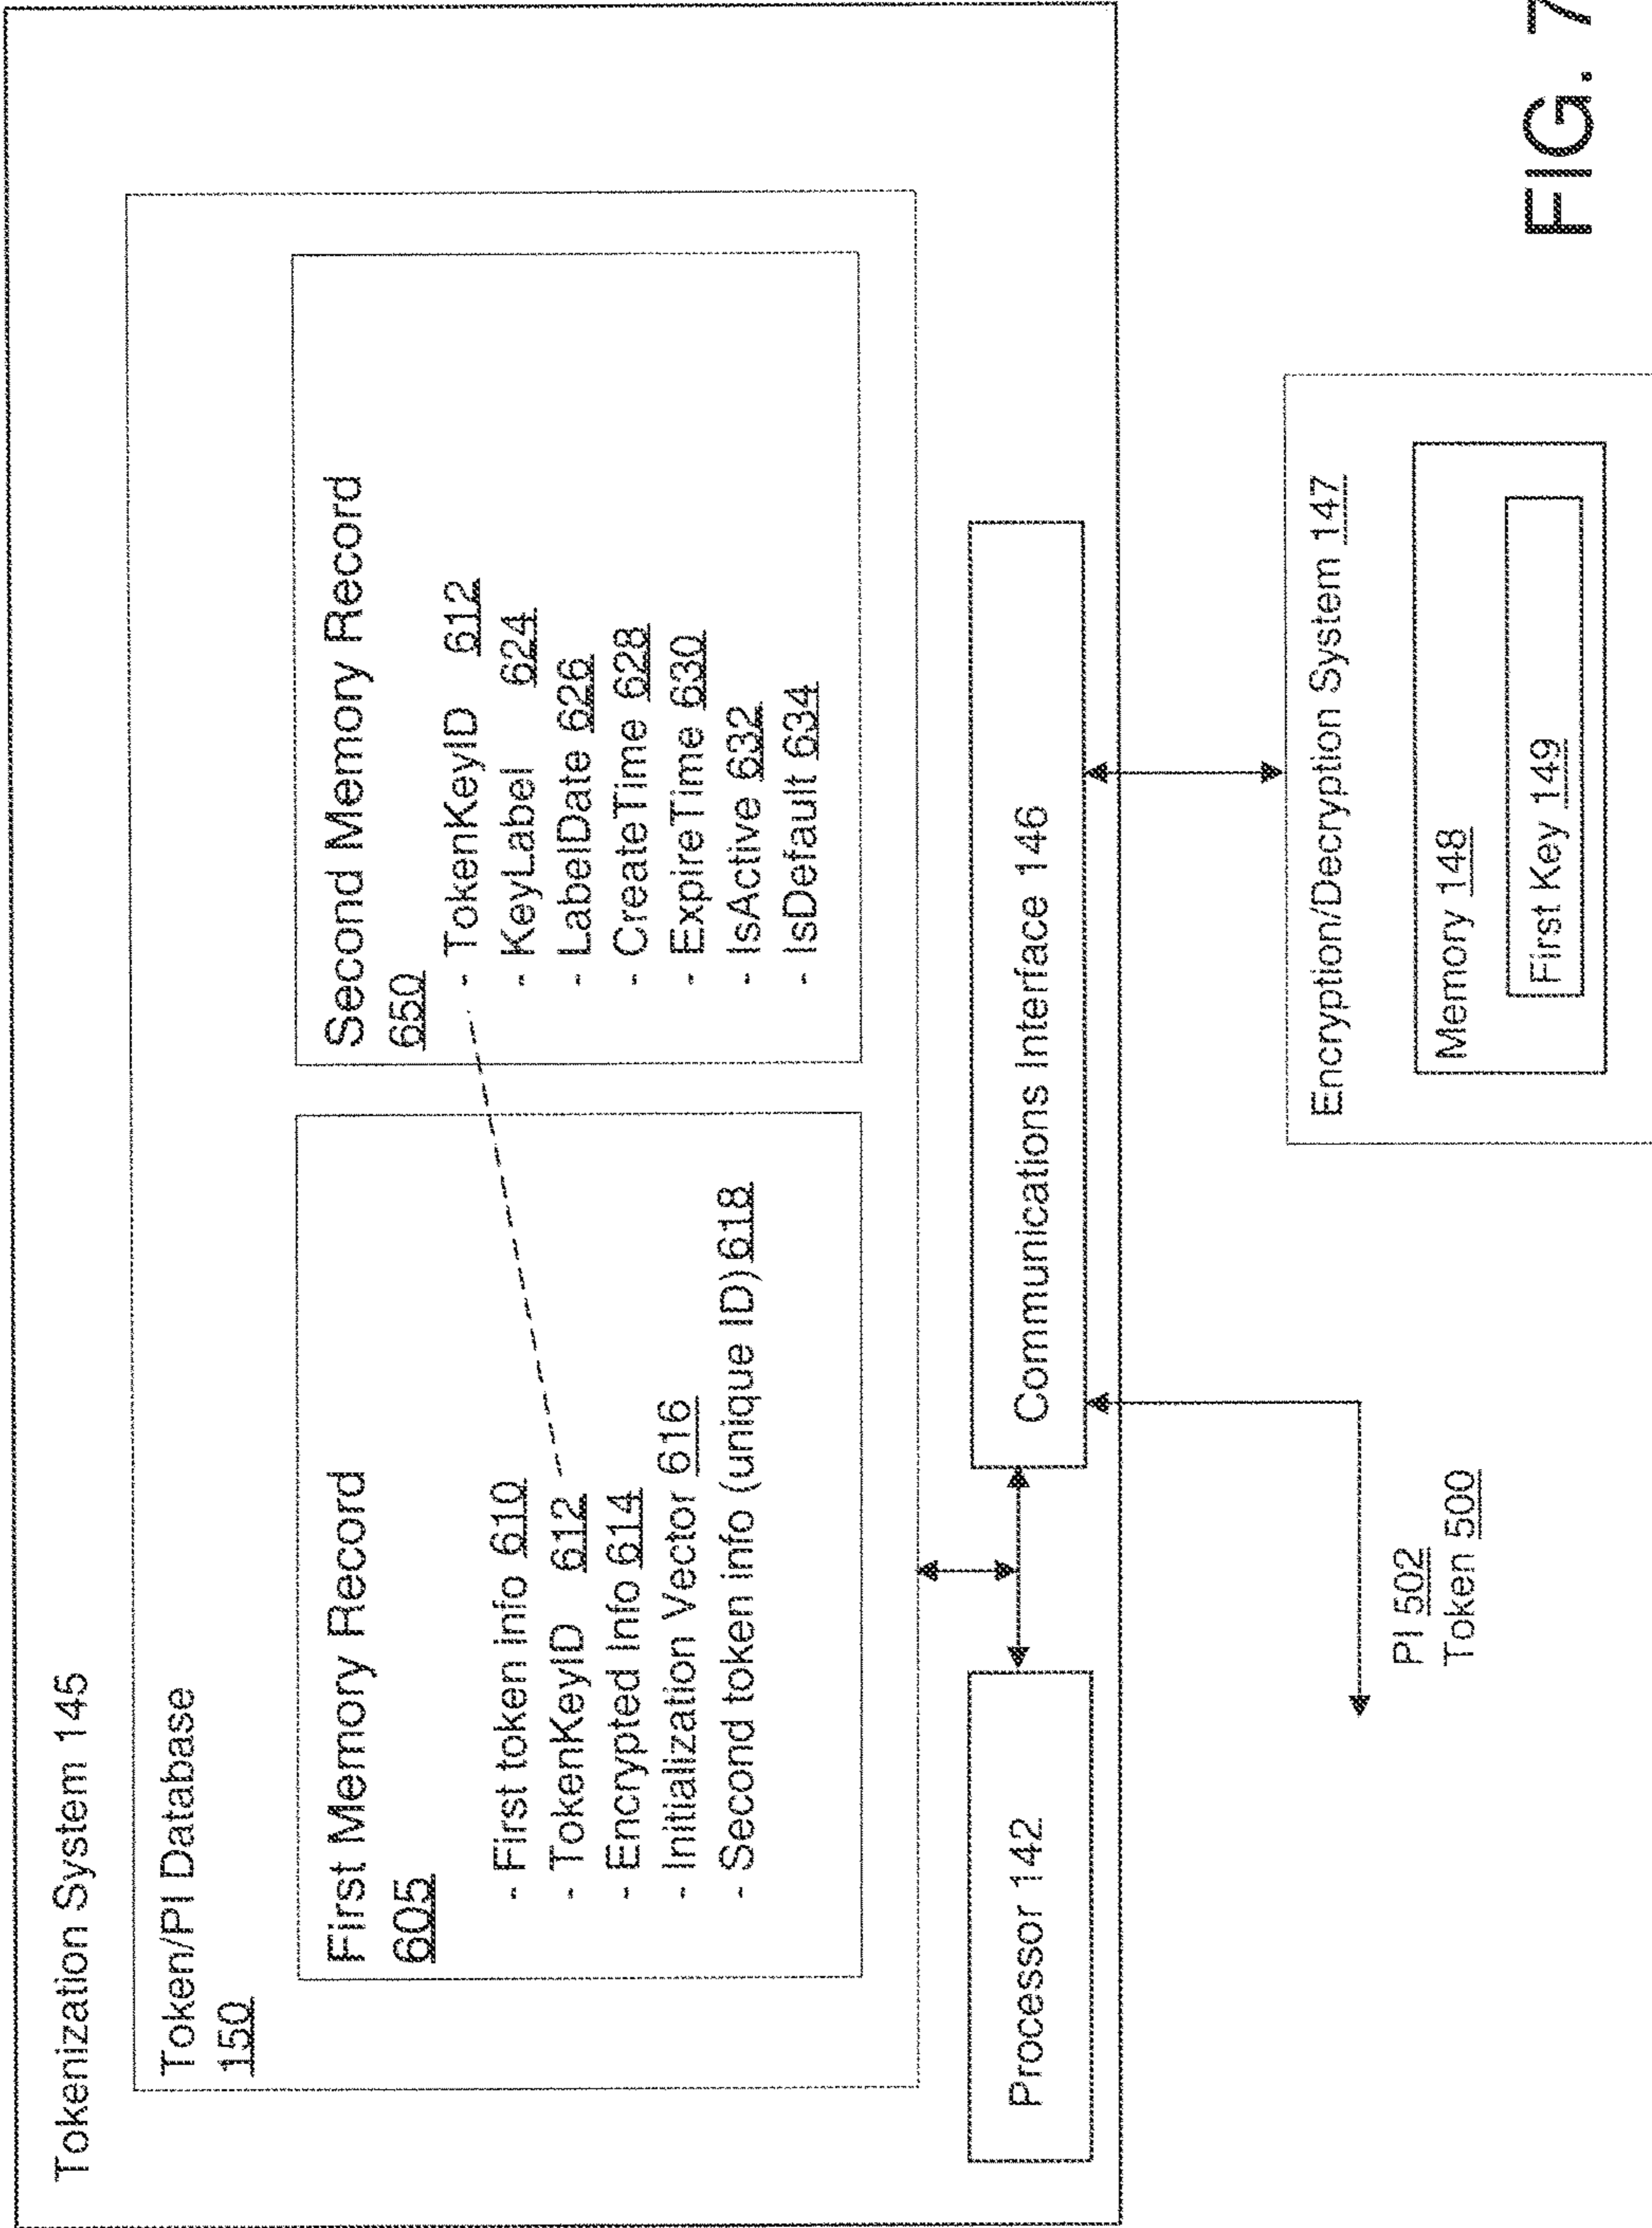 Tokenization System 145
Token/PI Database
150
First Memory Record
605
- First token info 610
- TokenKeyID 612
- Encrypted Info 614
- Initialization Vector 616
- Second token info (unique ID) 618
Second Memory Record
650
- TokenKeyID 612
- KeyLabel 624
- LabelDate 626
- CreateTime 628
- ExpireTime 630
- IsActive 632
- IsDefault 634
Processor 142
Communications Interface 146
PI 502
Token 500
Encryption/Decryption System 147
Memory 148
First Key 149
FIG. 7